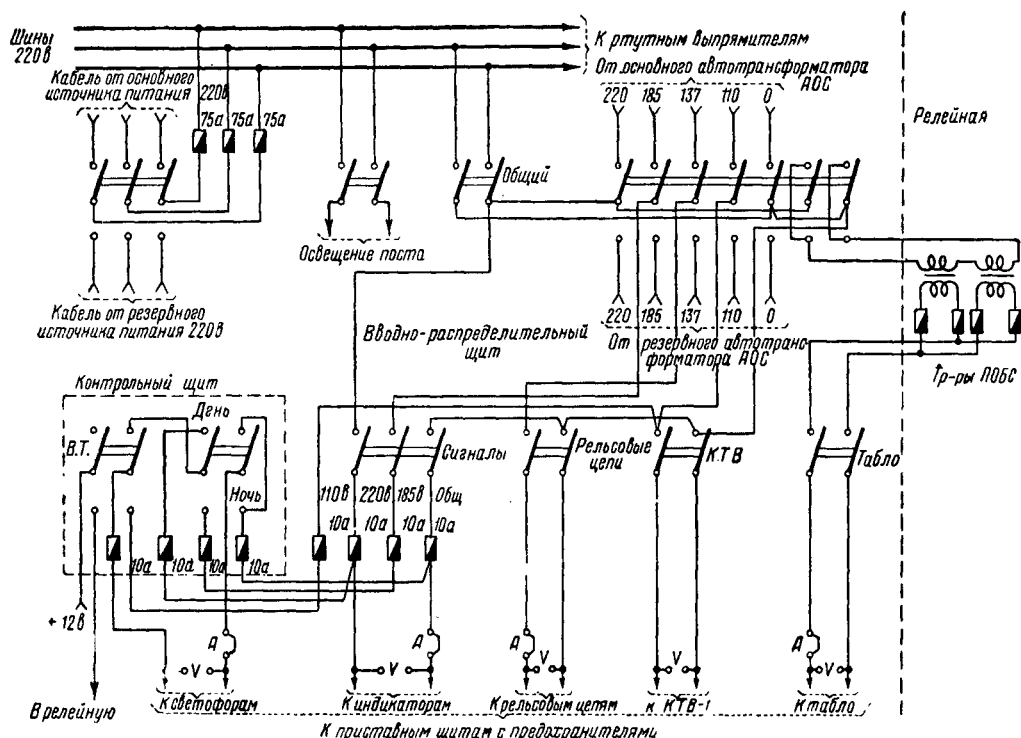 Шины
220в
К ртутным выпрямителям
Кабель от основного
источника питания 220в
От основного автотрансформатора
АОС
220 185 137 110 0
Релейная
75а 75а 75а
Общий
Освещение поста
Кабель от резервного
источника питания 220в
220 185 137 110 0
От резервного автотранс
форматора АОС
Вводно-распределительный
щит
Тр-ры ПОБС
Контрольный щит
День
В.Т.
Сигналы
Рельсовые
цепи
КТВ
Табло
Ночь
110в 220в 185в Общ
10а 10а 10а 10а
10а 10а 10а 10а
+12в
А А А А
V V V V V
В релейную
К светофорам
К индикаторам
К рельсовым цепям
к КТВ-1
К табло
К приставным щитам с предохранителями